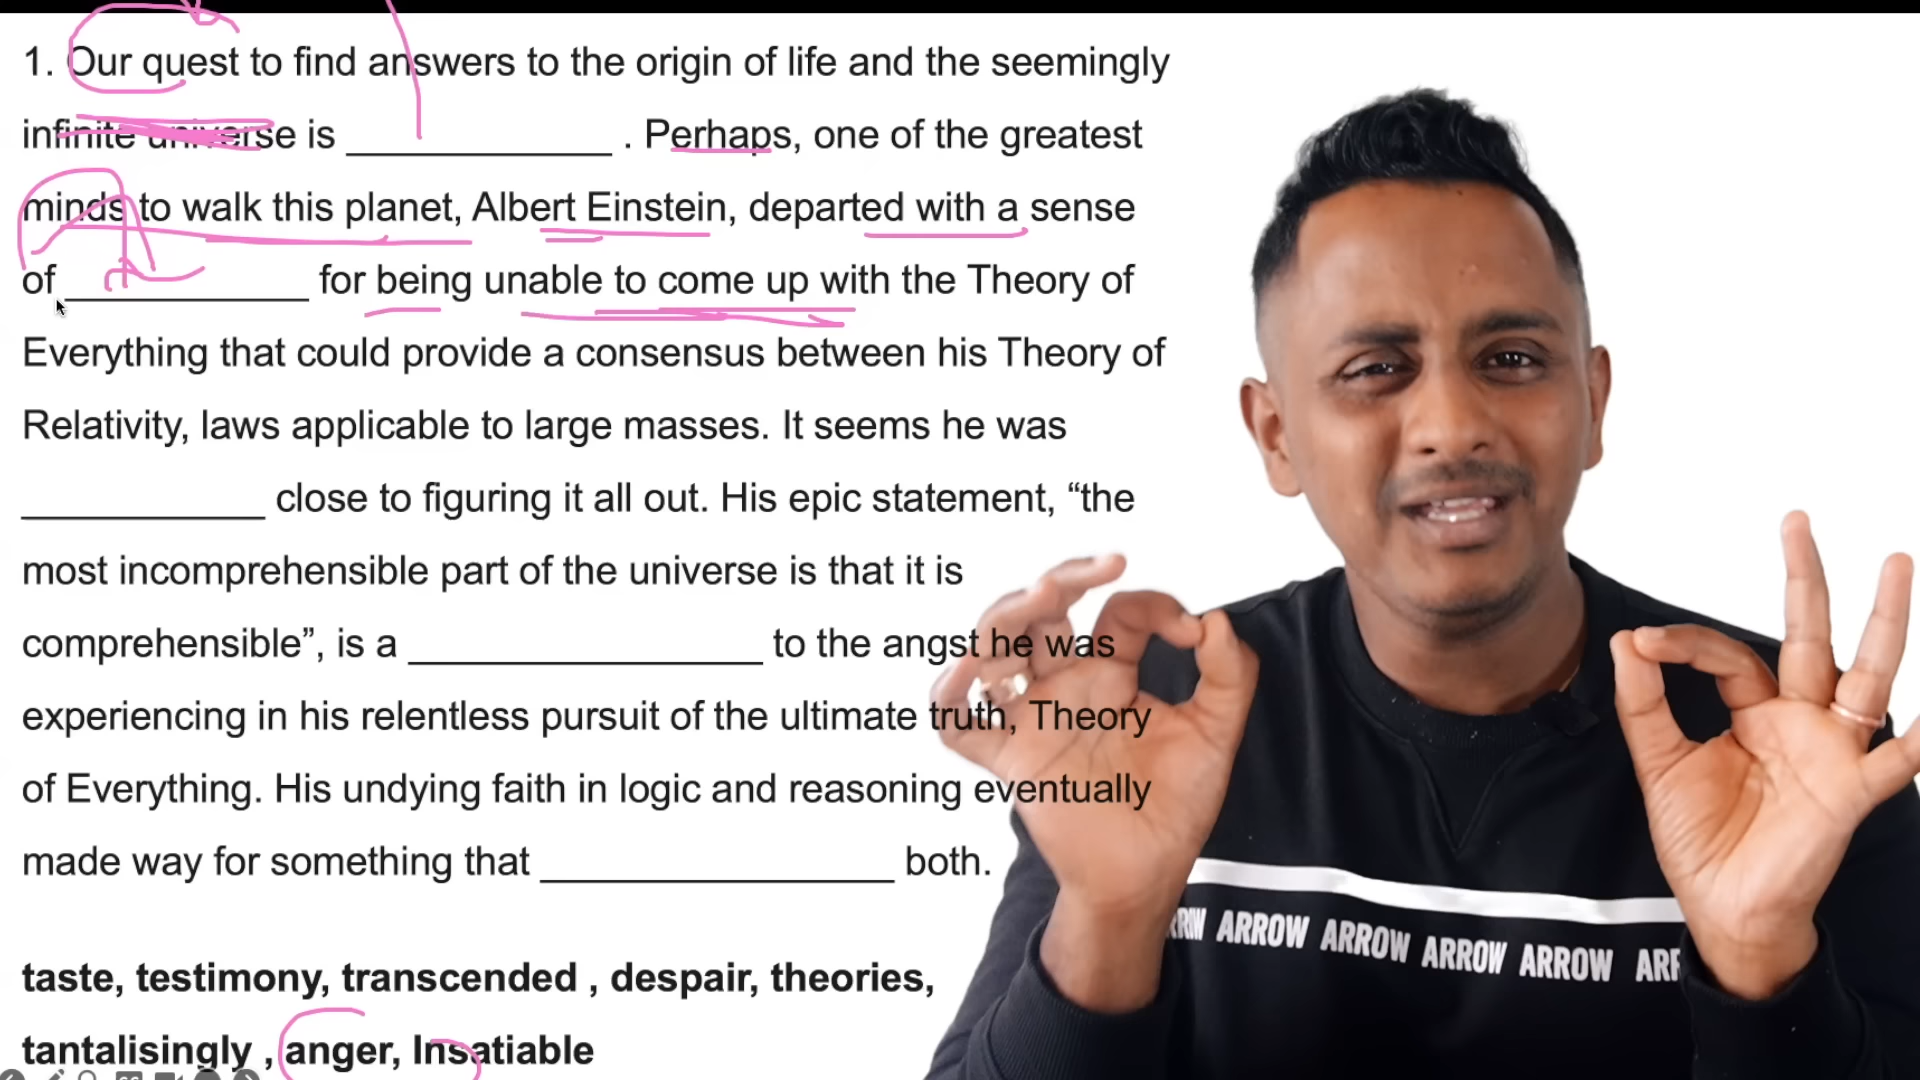 1. Our quest to find answers to the origin of life and the seemingly
infinite universe is ____________ . Perhaps, one of the greatest
minds to walk this planet, Albert Einstein, departed with a sense
of ___________ for being unable to come up with the Theory of
Everything that could provide a consensus between his Theory of
Relativity, laws applicable to large masses. It seems he was
___________ close to figuring it all out. His epic statement, “the
most incomprehensible part of the universe is that it is
comprehensible”, is a ________________ to the angst he was
experiencing in his relentless pursuit of the ultimate truth, Theory
of Everything. His undying faith in logic and reasoning eventually
made way for something that ________________ both.
taste, testimony, transcended , despair, theories,
tantalisingly , anger, Insatiable
ARROW ARROW ARROW ARROW